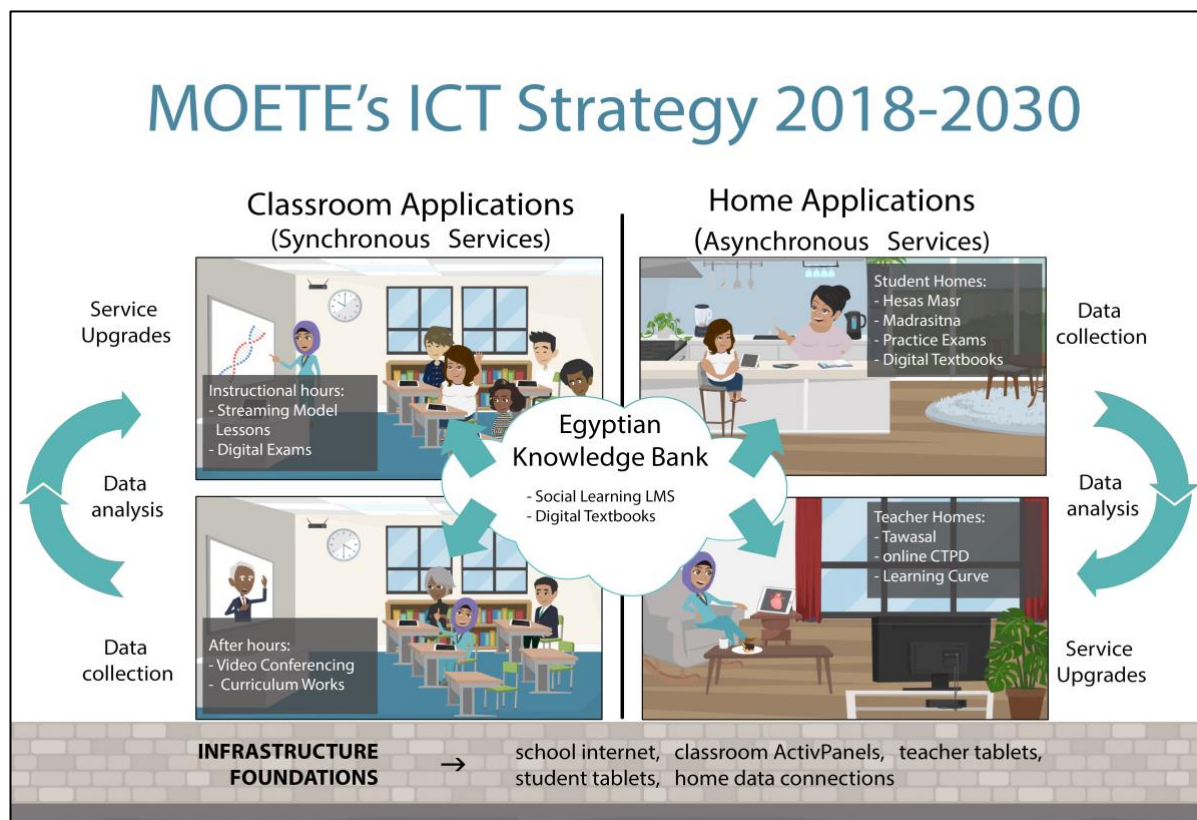 MOETE's ICT Strategy 2018-2030
Classroom Applications
(Synchronous Services)
Home Applications
(Asynchronous Services)
Service
Upgrades
Data
analysis
Data
collection
Instructional hours:
- Streaming Model
Lessons
- Digital Exams
After hours:
- Video Conferencing
- Curriculum Works
Egyptian
Knowledge Bank
- Social Learning LMS
- Digital Textbooks
Student Homes:
- Hesas Masr
- Madrasitna
- Practice Exams
- Digital Textbooks
Teacher Homes:
- Tawasal
- online CTPD
- Learning Curve
Data
collection
Data
analysis
Service
Upgrades
INFRASTRUCTURE
FOUNDATIONS
→ school internet, classroom ActivPanels, teacher tablets,
student tablets, home data connections